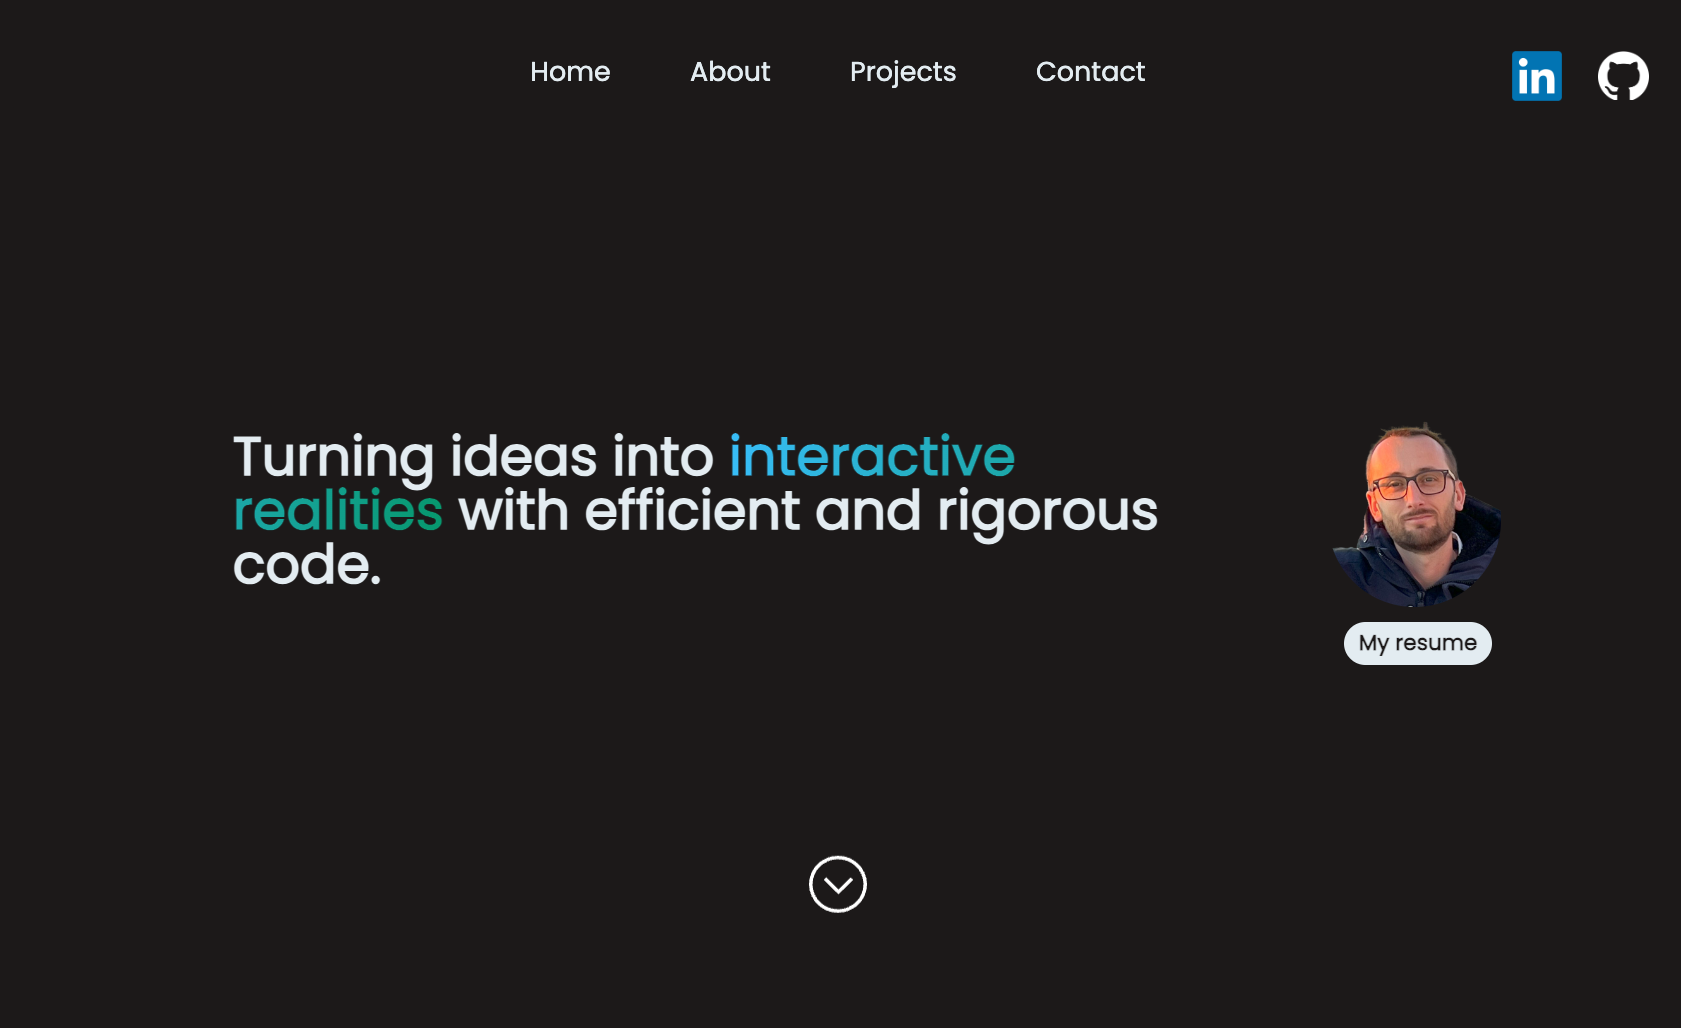 Home About Projects Contact in
Turning ideas into interactive
realities with efficient and rigorous
code.
My resume